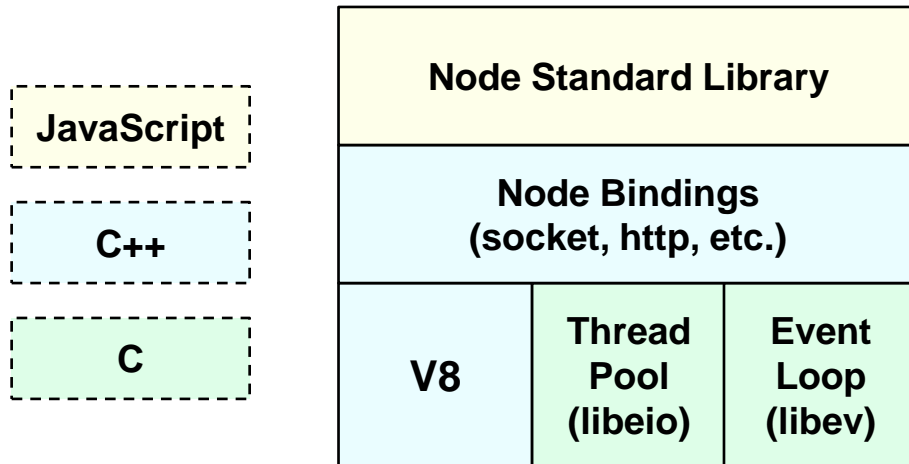 JavaScript
C++
C
Node Standard Library
Node Bindings
(socket, http, etc.)
V8
Thread
Pool
(libeio)
Event
Loop
(libev)